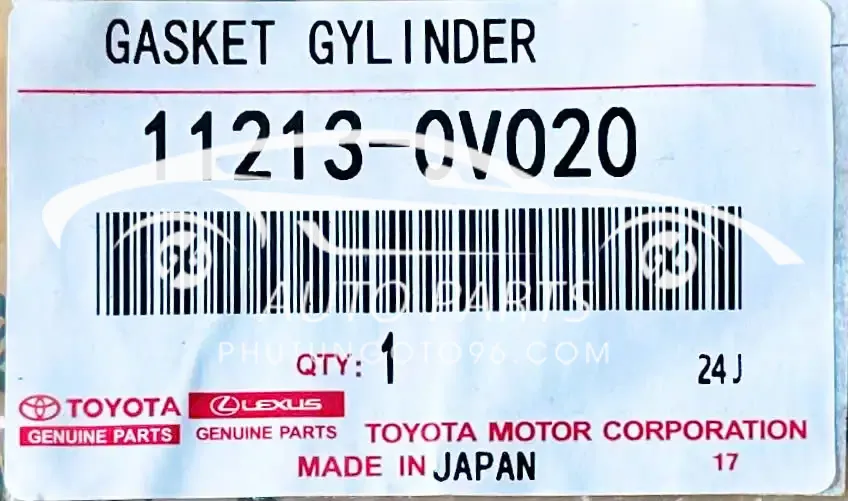 GASKET GYLINDER
11213-0V020
AUTO PARTS
PHUTUNGOTO96.COM
QTY: 1
24J
TOYOTA LEXUS
GENUINE PARTS GENUINE PARTS TOYOTA MOTOR CORPORATION
MADE IN JAPAN 17